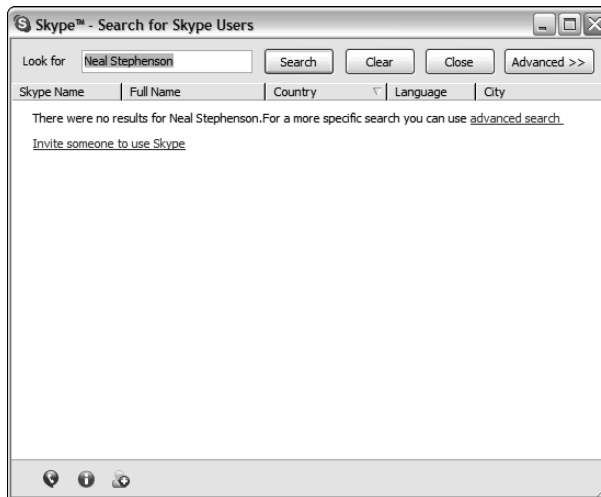 Skype™ - Search for Skype Users
Look for Neal Stephenson Search Clear Close Advanced >>
Skype Name Full Name Country Language City
There were no results for Neal Stephenson.For a more specific search you can use advanced search
Invite someone to use Skype